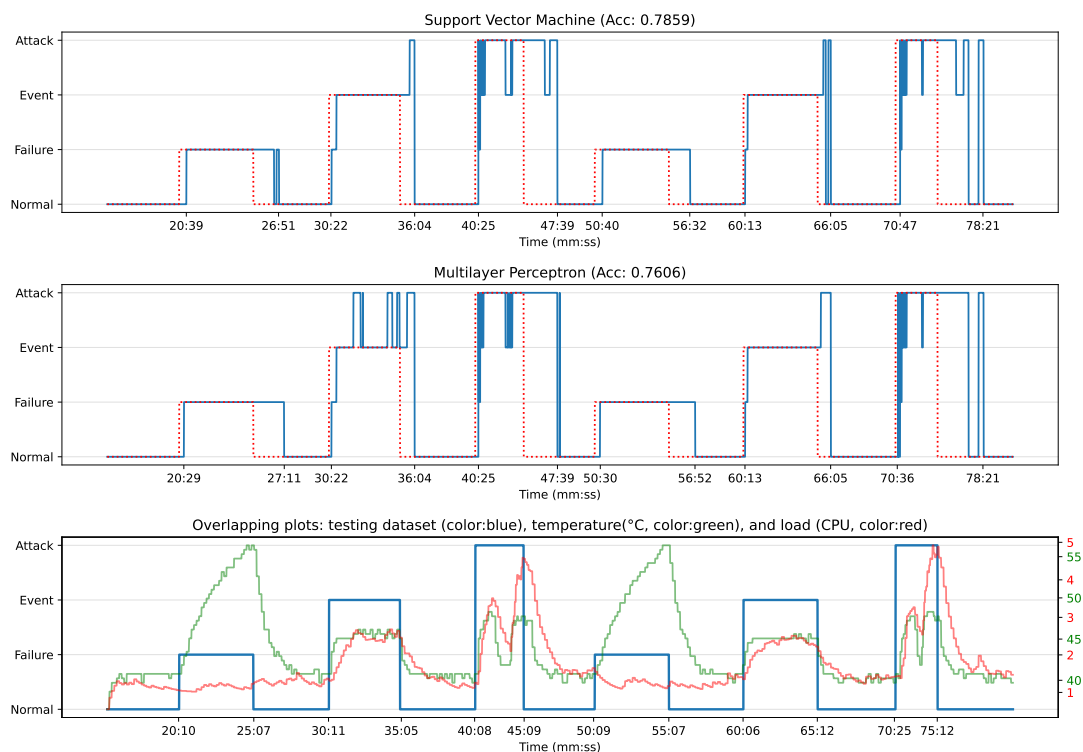 Support Vector Machine (Acc: 0.7859)
Attack
Event
Failure
Normal
20:39 26:51 30:22 36:04 40:25 47:39 50:40 56:32 60:13 66:05 70:47 78:21
Time (mm:ss)
Multilayer Perceptron (Acc: 0.7606)
Attack
Event
Failure
Normal
20:29 27:11 30:22 36:04 40:25 47:39 50:30 56:52 60:13 66:05 70:36 78:21
Time (mm:ss)
Overlapping plots: testing dataset (color:blue), temperature(°C, color:green), and load (CPU, color:red)
Attack 5
55
4
Event 50
3
45
Failure 2
40
1
Normal
20:10 25:07 30:11 35:05 40:08 45:09 50:09 55:07 60:06 65:12 70:25 75:12
Time (mm:ss)